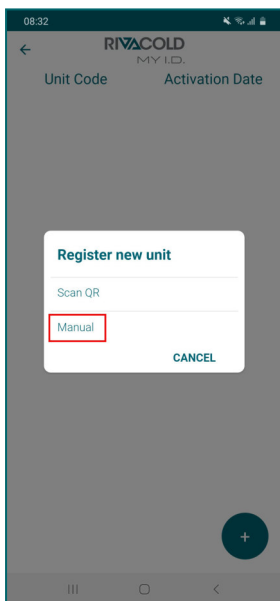 08:32
RIVACOLD
MY I.D.
Unit Code Activation Date
Register new unit
Scan QR
Manual
CANCEL
+